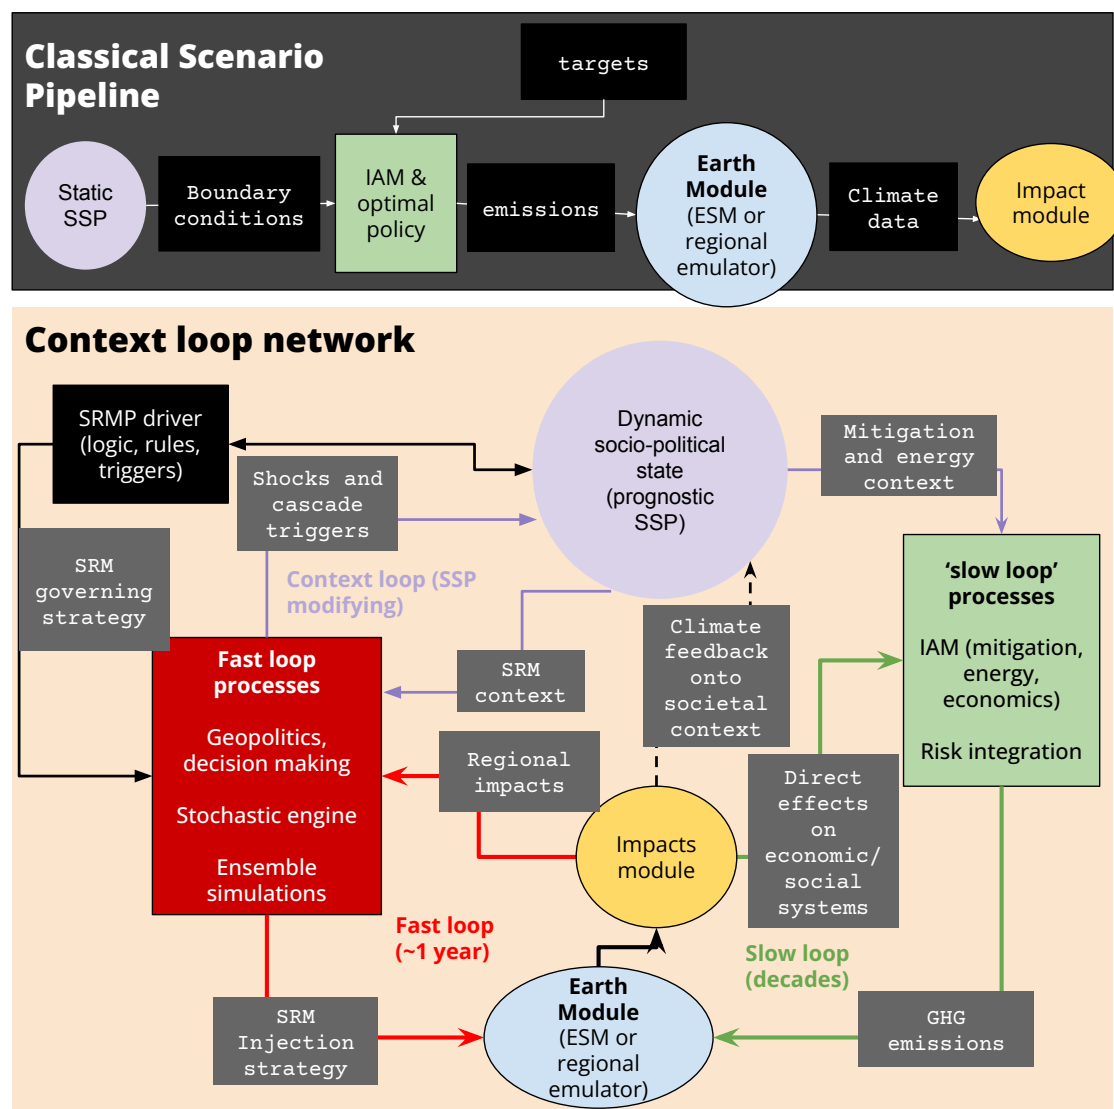 Classical Scenario
Pipeline
targets
Static
SSP
Boundary
conditions
IAM &
optimal
policy
emissions
Earth
Module
(ESM or
regional
emulator)
Climate
data
Impact
module
Context loop network
SRMP driver
(logic, rules,
triggers)
Dynamic
socio-political
state
(prognostic
SSP)
Mitigation
and energy
context
Shocks and
cascade
triggers
SRM
governing
strategy
Context loop (SSP
modifying)
‘slow loop’
processes
IAM (mitigation,
energy,
economics)
Risk integration
Climate
feedback
onto
societal
context
SRM
context
Fast loop
processes
Geopolitics,
decision making
Stochastic engine
Ensemble
simulations
Regional
impacts
Impacts
module
Direct
effects
on
economic/
social
systems
Fast loop
(~1 year)
Slow loop
(decades)
SRM
Injection
strategy
Earth
Module
(ESM or
regional
emulator)
GHG
emissions